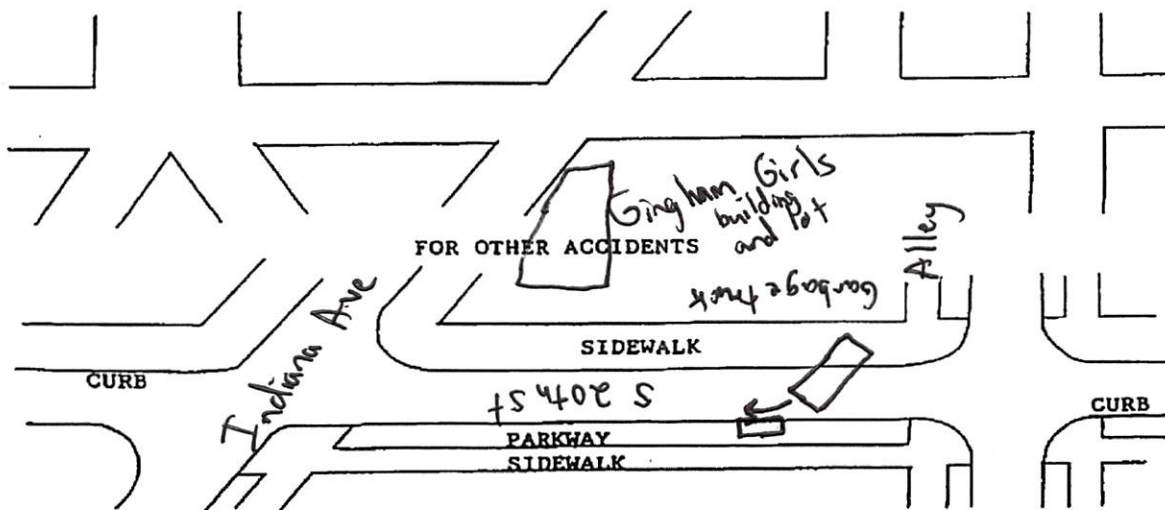 Gingham Girls
building
and lot
FOR OTHER ACCIDENTS
Alley
Garbage truck
Indiana Ave
SIDEWALK
CURB
S 20th St
CURB
PARKWAY
SIDEWALK